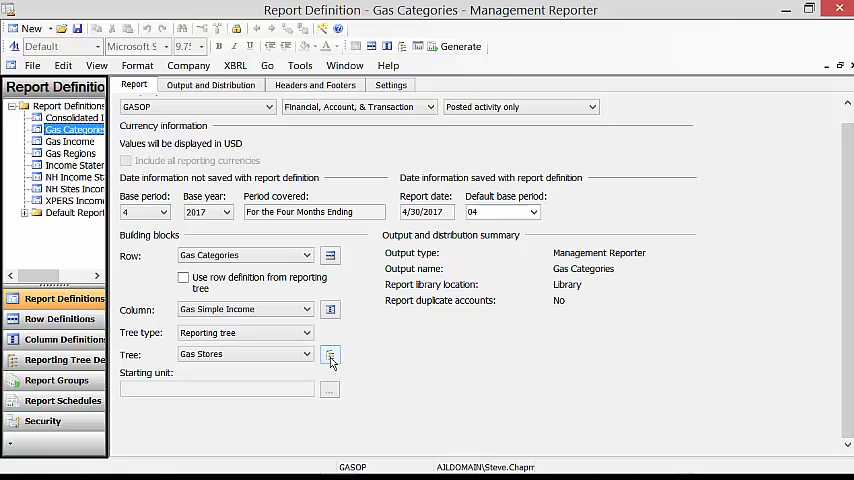 Report Definition - Gas Categories - Management Reporter
New
Default Microsoft S 9.75 B I U A Generate
File Edit View Format Company XBRL Go Tools Window Help
Report Definitio
Report Definitions
Consolidated I
Gas Categories
Gas Income
Gas Regions
Income Statem
NH Income St
NH Sites Incom
XPERS Income
Default Report
Report Definitions
Row Definitions
Column Definitions
Reporting Tree De
Report Groups
Report Schedules
Security
Report Output and Distribution Headers and Footers Settings
GASOP Financial, Account, & Transaction Posted activity only
Currency information
Values will be displayed in USD
Include all reporting currencies
Date information not saved with report definition Date information saved with report definition
Base period: Base year: Period covered: Report date: Default base period:
4 2017 For the Four Months Ending 4/30/2017 04
Building blocks Output and distribution summary
Row: Gas Categories Output type: Management Reporter
Use row definition from reporting
tree
Output name: Gas Categories
Report library location: Library
Report duplicate accounts: No
Column: Gas Simple Income
Tree type: Reporting tree
Tree: Gas Stores
Starting unit:
...
GASOP AJLDOMAIN\Steve.Chapm